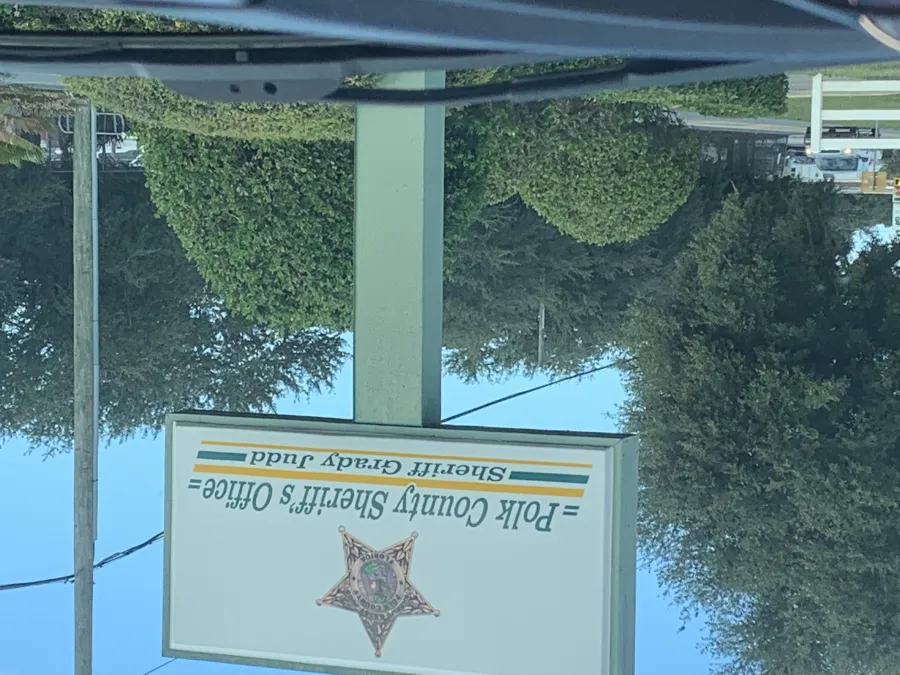 =Polk County Sheriff's Office=
Sheriff Grady Judd